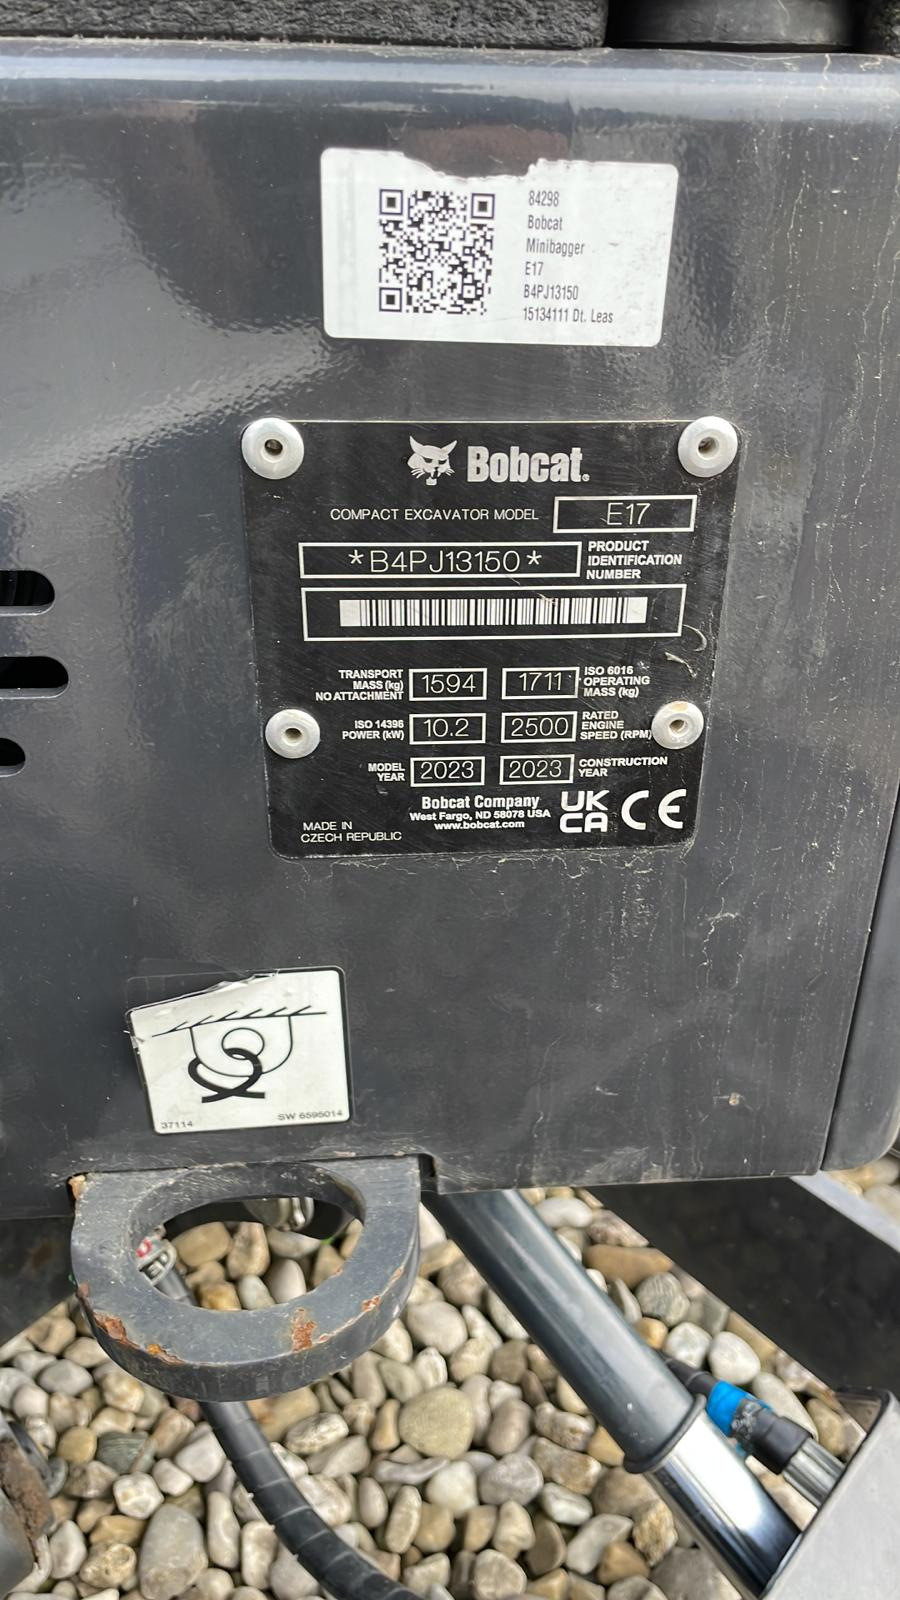 84298
Bobcat
Minibagger
E17
B4PJ13150
15134111 Dt. Leas
Bobcat®
COMPACT EXCAVATOR MODEL E17
*B4PJ13150* PRODUCT IDENTIFICATION NUMBER
TRANSPORT MASS (kg) NO ATTACHMENT 1594 1711 ISO 6016 OPERATING MASS (kg)
ISO 14396 POWER (kW) 10.2 2500 RATED ENGINE SPEED (RPM)
MODEL YEAR 2023 2023 CONSTRUCTION YEAR
Bobcat Company
West Fargo, ND 58078 USA
www.bobcat.com
UK
CA CE
MADE IN
CZECH REPUBLIC
37114 SW 6595014